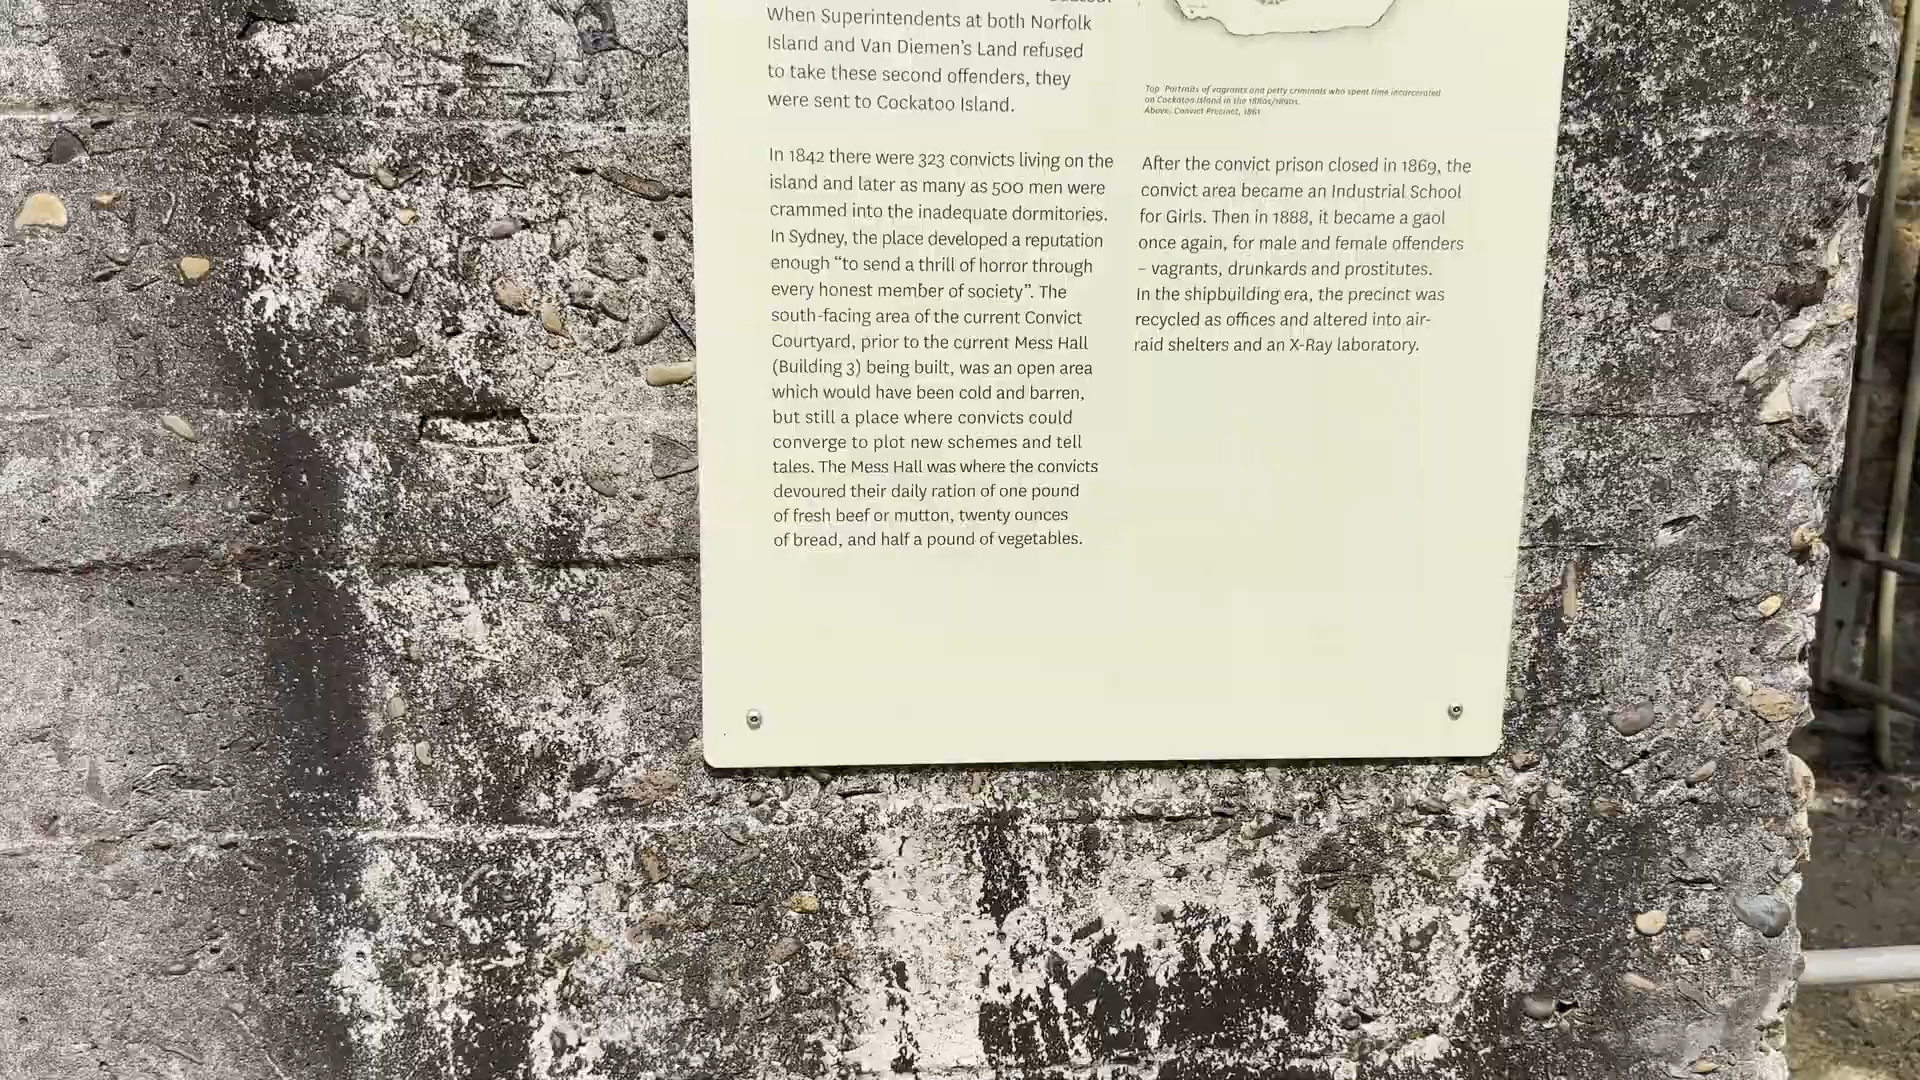 When Superintendents at both Norfolk
Island and Van Diemen's Land refused
to take these second offenders, they
were sent to Cockatoo Island.
In 1842 there were 323 convicts living on the
island and later as many as 500 men were
crammed into the inadequate dormitories.
In Sydney, the place developed a reputation
enough "to send a thrill of horror through
every honest member of society". The
south-facing area of the current Convict
Courtyard, prior to the current Mess Hall
(Building 3) being built, was an open area
which would have been cold and barren,
but still a place where convicts could
converge to plot new schemes and tell
tales. The Mess Hall was where the convicts
devoured their daily ration of one pound
of fresh beef or mutton, twenty ounces
of bread, and half a pound of vegetables.
Top: Portraits of vagrants and petty criminals who spent time incarcerated
on Cockatoo Island in the 1880s/1890s.
Above: Convict Precinct, 1861
After the convict prison closed in 1869, the
convict area became an Industrial School
for Girls. Then in 1888, it became a gaol
once again, for male and female offenders
– vagrants, drunkards and prostitutes.
In the shipbuilding era, the precinct was
recycled as offices and altered into air-
raid shelters and an X-Ray laboratory.